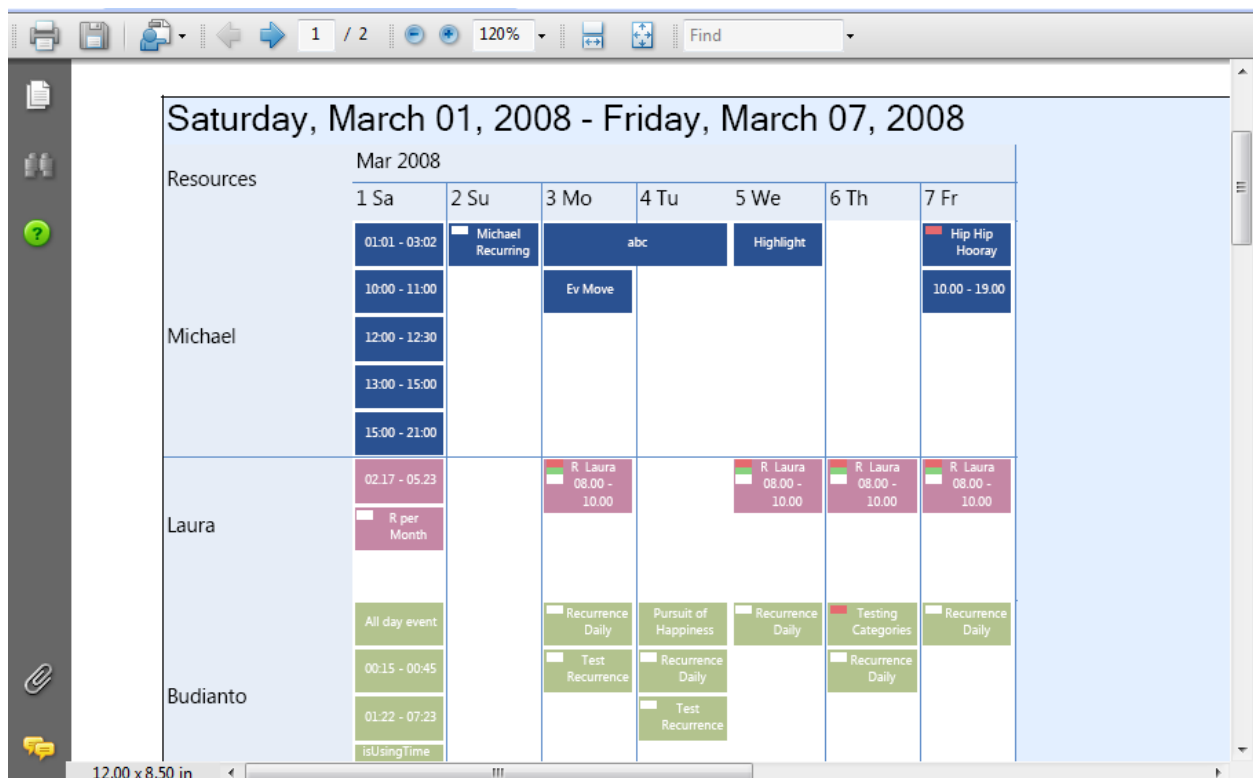 1 / 2 120% Find
Saturday, March 01, 2008 - Friday, March 07, 2008
Resources
Mar 2008
1 Sa 2 Su 3 Mo 4 Tu 5 We 6 Th 7 Fr
Michael
01:01 - 03:02
Michael
Recurring
abc
Highlight
Hip Hip
Hooray
10:00 - 11:00
Ev Move
10.00 - 19.00
12:00 - 12:30
13:00 - 15:00
15:00 - 21:00
Laura
02.17 - 05.23
R Laura
08.00 -
10.00
R Laura
08.00 -
10.00
R Laura
08.00 -
10.00
R Laura
08.00 -
10.00
R per
Month
Budianto
All day event
Recurrence
Daily
Pursuit of
Happiness
Recurrence
Daily
Testing
Categories
Recurrence
Daily
00:15 - 00:45
Test
Recurrence
Recurrence
Daily
Recurrence
Daily
01:22 - 07:23
Test
Recurrence
isUsingTime
12.00 x 8.50 in